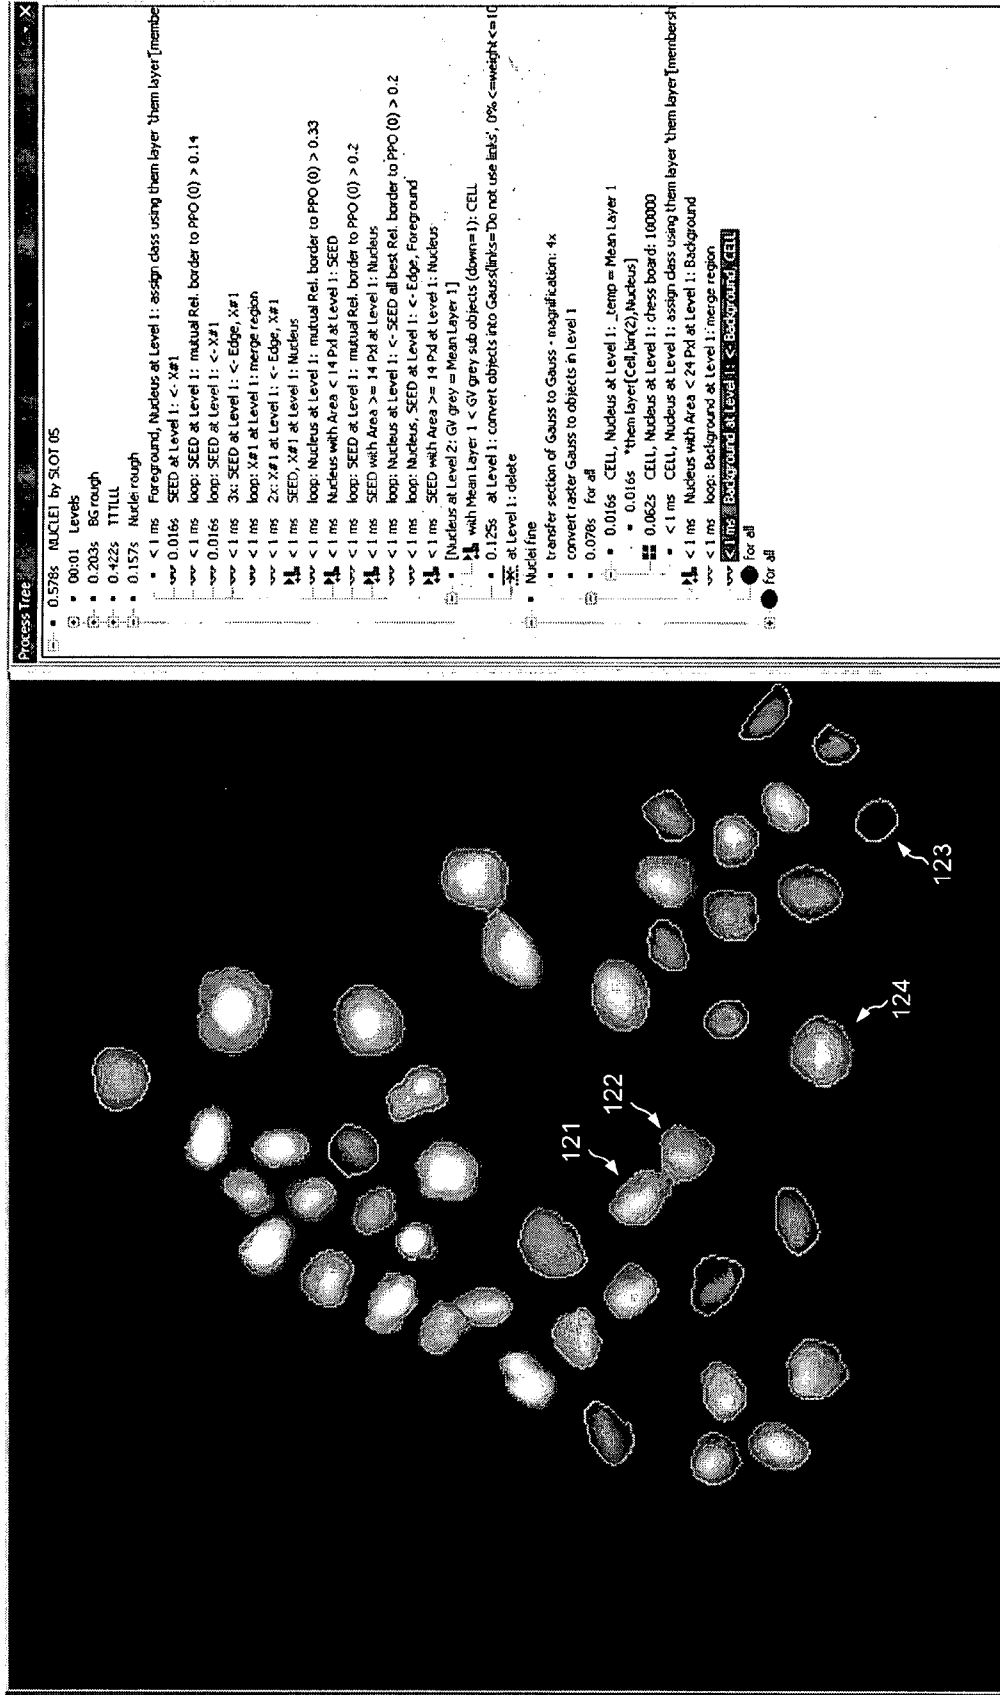 Process Tree
0.578s NUCLEI by SLOT 05
00:01 Levels
0.203s BG rough
0.422s TTTLLL
0.157s Nuclei rough
<1 ms Foreground, Nucleus at Level 1: assign class using them layer 'them layer'[membe
0.016s SEED at Level 1: <- X#1
<1 ms loop: SEED at Level 1: mutual Rel. border to PPO (0) > 0.14
0.016s loop: SEED at Level 1: <- X#1
<1 ms 3x: SEED at Level 1: <- Edge, X#1
<1 ms loop: X#1 at Level 1: merge region
<1 ms 2x: X#1 at Level 1: <- Edge, X#1
<1 ms SEED, X#1 at Level 1: Nucleus
<1 ms loop: Nucleus at Level 1: mutual Rel. border to PPO (0) > 0.33
<1 ms Nucleus with Area < 14 Pxl at Level 1: SEED
<1 ms loop: SEED at Level 1: mutual Rel. border to PPO (0) > 0.2
<1 ms SEED with Area >= 14 Pxl at Level 1: Nucleus
<1 ms loop: Nucleus at Level 1: <- SEED all best Rel. border to PPO (0) > 0.2
<1 ms loop: Nucleus, SEED at Level 1: <- Edge, Foreground
<1 ms SEED with Area >= 14 Pxl at Level 1: Nucleus
[Nucleus at Level 2: GV grey = Mean Layer 1]
with Mean Layer 1 < GV grey sub objects (down=1): CELL
0.125s at Level 1: convert objects into Gauss(links='Do not use links', 0% <=weight<=10
at Level 1: delete
Nuclei fine
transfer section of Gauss to Gauss - magnification: 4x
convert raster Gauss to objects in Level 1
0.078s for all
0.016s CELL, Nucleus at Level 1: _temp = Mean Layer 1
0.016s "them layer[Cell,bin(2),Nucleus]
0.062s CELL, Nucleus at Level 1: chess board: 100000
<1 ms CELL, Nucleus at Level 1: assign class using them layer 'them layer'[membersh
<1 ms Nucleus with Area < 24 Pxl at Level 1: Background
<1 ms loop: Background at Level 1: merge region
<1 ms Background at Level 1: <- Background, CELL
for all
for all
121
122
123
124